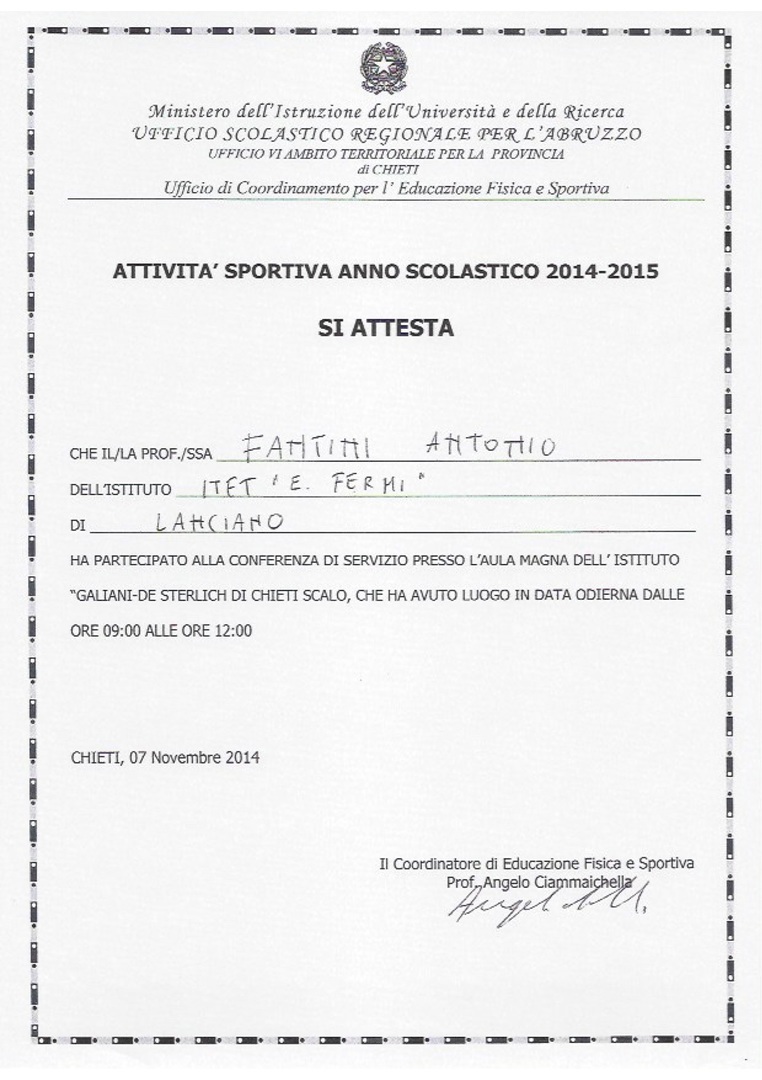 Ministero dell'Istruzione dell'Università e della Ricerca
UFFICIO SCOLASTICO REGIONALE PER L'ABRUZZO
UFFICIO VI AMBITO TERRITORIALE PER LA PROVINCIA
di CHIETI
Ufficio di Coordinamento per l' Educazione Fisica e Sportiva
ATTIVITA' SPORTIVA ANNO SCOLASTICO 2014-2015
SI ATTESTA
CHE IL/LA PROF./SSA FANTINI ANTONIO
DELL'ISTITUTO ITET "E. FERMI"
DI LANCIANO
HA PARTECIPATO ALLA CONFERENZA DI SERVIZIO PRESSO L'AULA MAGNA DELL' ISTITUTO
"GALIANI-DE STERLICH DI CHIETI SCALO, CHE HA AVUTO LUOGO IN DATA ODIERNA DALLE
ORE 09:00 ALLE ORE 12:00
CHIETI, 07 Novembre 2014
Il Coordinatore di Educazione Fisica e Sportiva
Prof. Angelo Ciammaichella